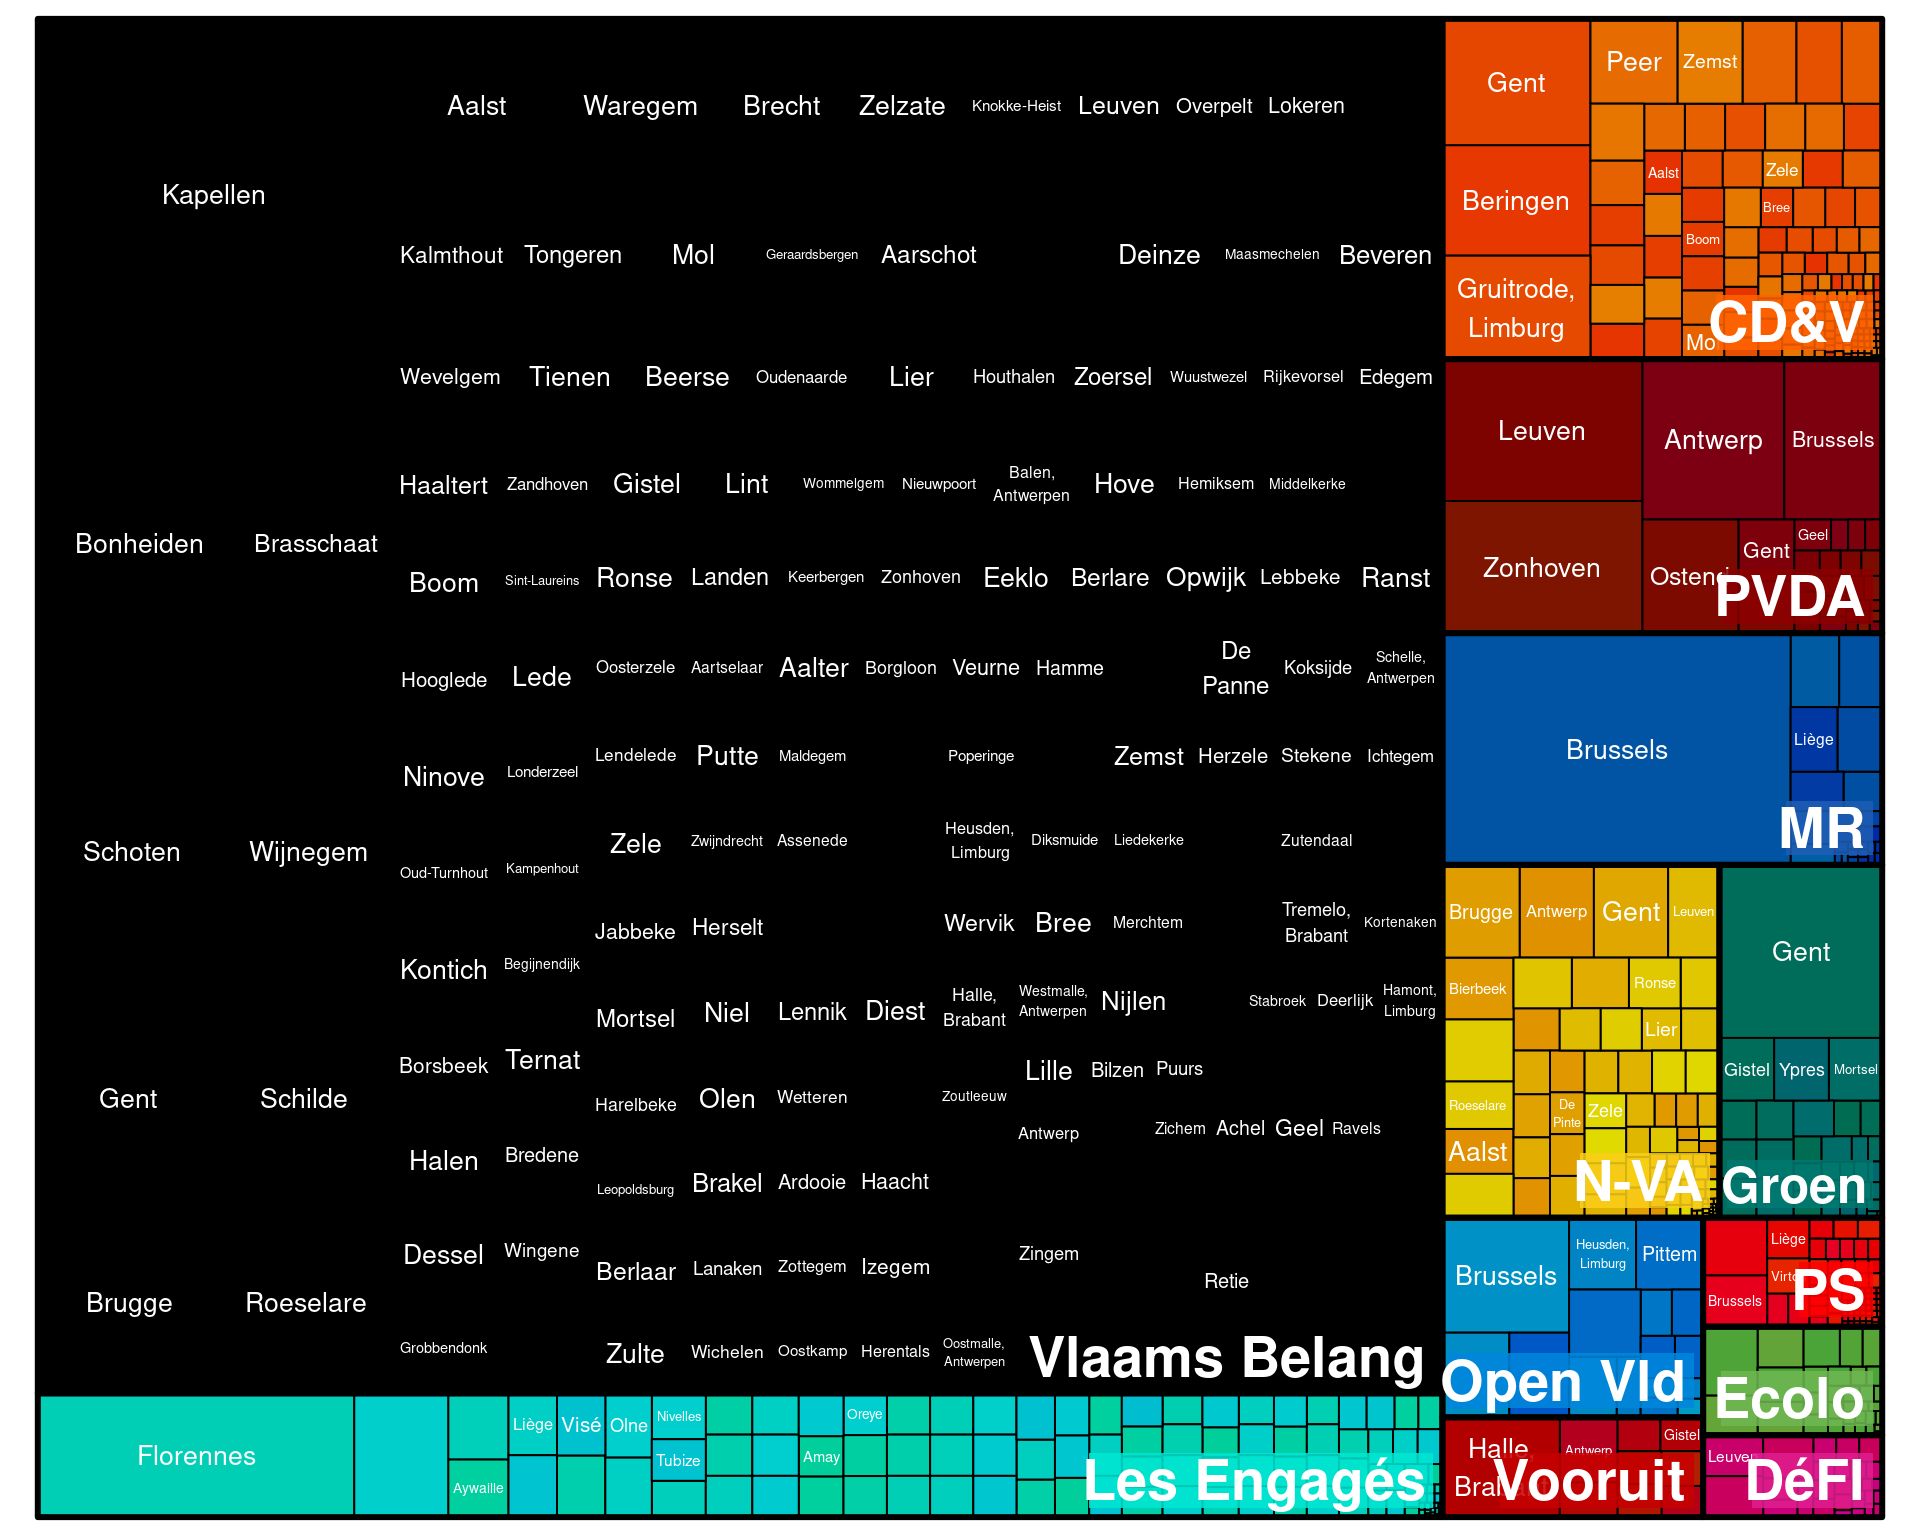 Aalst Waregem Brecht Zelzate Knokke-Heist Leuven Overpelt Lokeren
Kapellen
Kalmthout Tongeren Mol Geraardsbergen Aarschot Deinze Maasmechelen Beveren
Wevelgem Tienen Beerse Oudenaarde Lier Houthalen Zoersel Wuustwezel Rijkevorsel Edegem
Haaltert Zandhoven Gistel Lint Wommelgem Nieuwpoort Balen, Antwerpen Hove Hemiksem Middelkerke
Bonheiden Brasschaat
Boom Sint-Laureins Ronse Landen Keerbergen Zonhoven Eeklo Berlare Opwijk Lebbeke Ranst
Hooglede Lede Oosterzele Aartselaar Aalter Borgloon Veurne Hamme De Panne Koksijde Schelle, Antwerpen
Ninove Londerzeel Lendelede Putte Maldegem Poperinge Zemst Herzele Stekene Ichtegem
Schoten Wijnegem
Oud-Turnhout Kampenhout Zele Zwijndrecht Assenede Heusden, Limburg Diksmuide Liedekerke Zutendaal
Jabbeke Herselt Wervik Bree Merchtem Tremelo, Brabant Kortenaken
Kontich Begijnendijk
Mortsel Niel Lennik Diest Halle, Brabant Westmalle, Antwerpen Nijlen Stabroek Deerlijk Hamont, Limburg
Borsbeek Ternat Lille Bilzen Puurs
Gent Schilde
Harelbeke Olen Wetteren Zoutleeuw
Antwerp Zichem Achel Geel Ravels
Halen Bredene
Leopoldsburg Brakel Ardooie Haacht
Dessel Wingene Zingem
Berlaar Lanaken Zottegem Izegem Retie
Brugge Roeselare
Grobbendonk Zulte Wichelen Oostkamp Herentals Oostmalle, Antwerpen
Vlaams Belang
Florennes Aywaille Liège Visé Olne Nivelles Tubize Amay Oreye
Les Engagés
Gent Peer Zemst
Beringen Aalst Zele Bree Boom
Gruitrode,
Limburg
CD&V
Leuven Antwerp Brussels
Zonhoven Gent Geel
PVDA
Brussels Liège
MR
Brugge Antwerp Gent Leuven
Bierbeek Ronse
Lier
Roeselare De Pinte Zele
Aalst
N-VA
Gent
Gistel Ypres Mortsel
Groen
Brussels Heusden, Limburg Pittem
Open Vld
Liège
Brussels
PS
Ecolo
Halle, Antwerp Gistel
Vooruit
DéFI